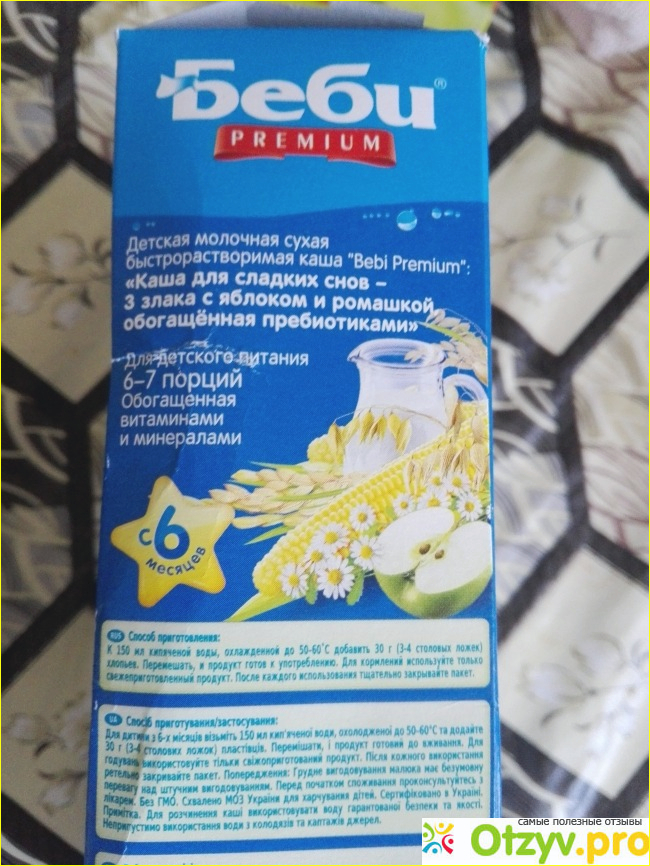 Беби®
PREMIUM
Детская молочная сухая
быстрорастворимая каша "Bebi Premium":
«Каша для сладких снов –
3 злака с яблоком и ромашкой,
обогащённая пребиотиками»
Для детского питания
6–7 порций
Обогащенная
витаминами
и минералами
с 6
месяцев
RUS Способ приготовления:
К 150 мл кипяченой воды, охлажденной до 50-60°С добавить 30 г (3-4 столовых ложек)
хлопьев. Перемешать, и продукт готов к употреблению. Для кормлений используйте только
свежеприготовленный продукт. После каждого использования тщательно закрывайте пакет.
UA Спосіб приготування/застосування:
Для дитини з 6-х місяців візьміть 150 мл кип'яченої води, охолодженої до 50-60°С та додайте
30 г (3-4 столових ложок) пластівців. Перемішати, і продукт готовий до вживання. Для
годувань використовуйте тільки свіжоприготований продукт. Після кожного використання
ретельно закривайте пакет. Попередження: Грудне вигодовування малюка має безумовну
перевагу над штучним вигодовуванням. Перед початком споживання проконсультуйтесь з
лікарем. Без ГМО. Схвалено МОЗ України для харчування дітей. Сертифіковано в Україні.
Примітка. Для розчинення каші використовувати воду гарантованої безпеки та якості.
Неприпустимо використання води з колодязів та каптажів джерел.
самые полезные отзывы
Otzyv.pro